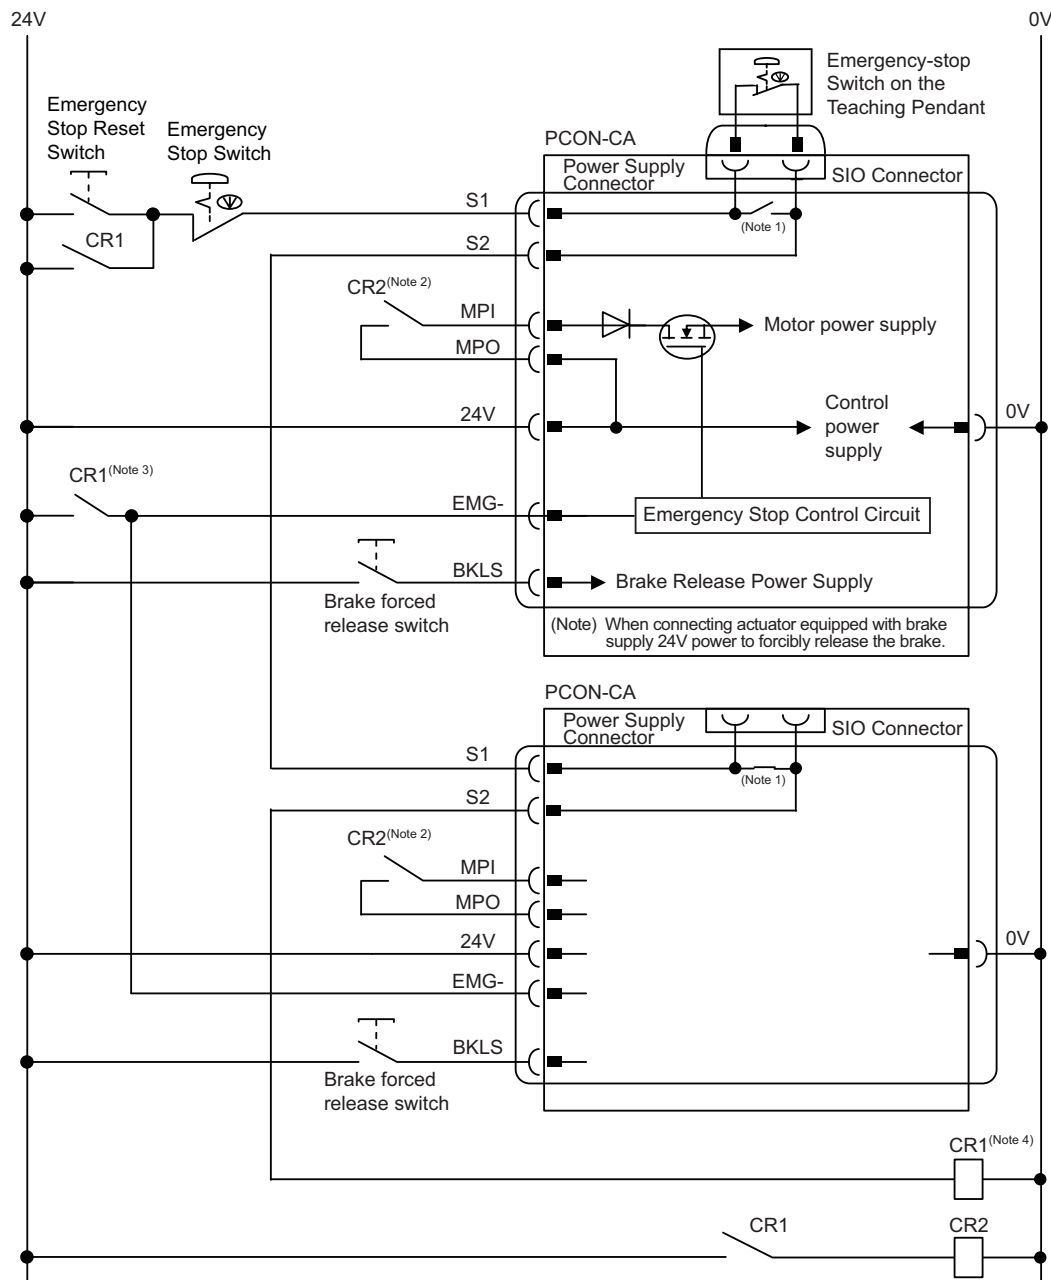 24V
0V
Emergency
Stop Reset
Switch
Emergency
Stop Switch
Emergency-stop
Switch on the
Teaching Pendant
PCON-CA
Power Supply
Connector
SIO Connector
S1
(Note 1)
CR1
S2
CR2(Note 2)
MPI
Motor power supply
MPO
24V
Control
power
supply
0V
CR1(Note 3)
EMG-
Emergency Stop Control Circuit
BKLS
Brake Release Power Supply
Brake forced
release switch
(Note) When connecting actuator equipped with brake
supply 24V power to forcibly release the brake.
PCON-CA
Power Supply
Connector
SIO Connector
S1
(Note 1)
S2
CR2(Note 2)
MPI
MPO
24V
0V
EMG-
BKLS
Brake forced
release switch
CR1(Note 4)
CR1
CR2